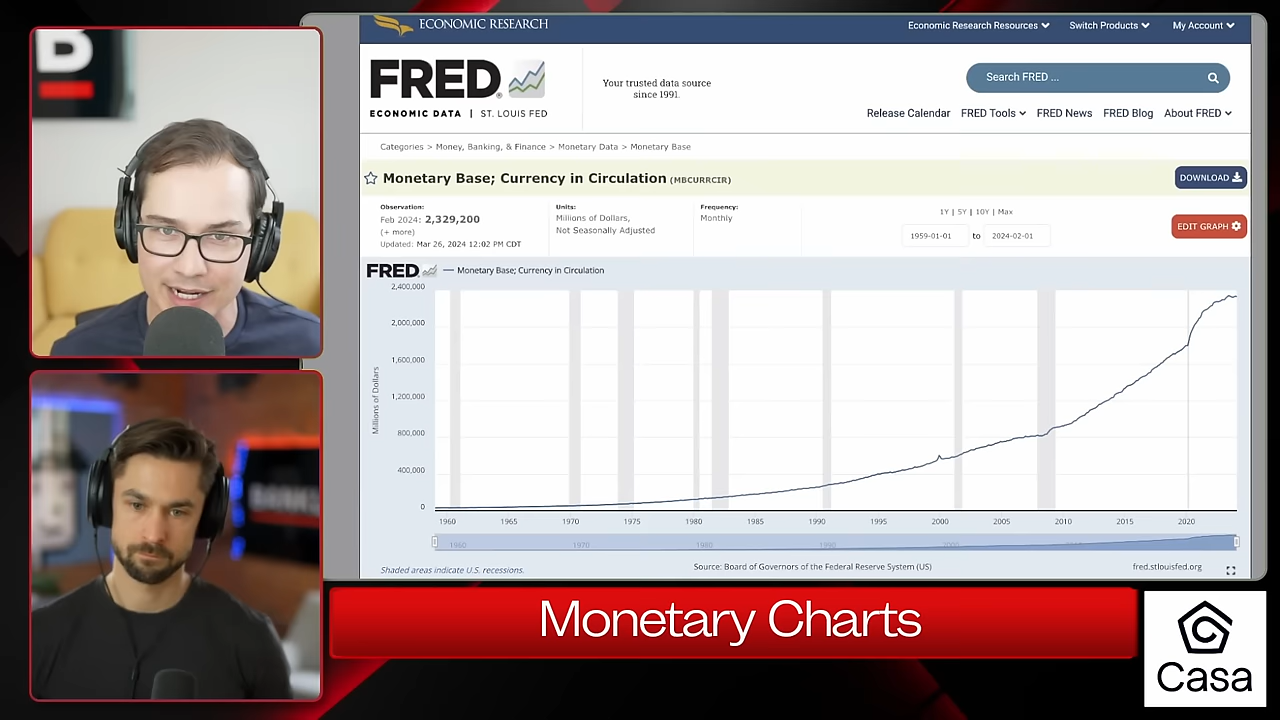 B
ECONOMIC RESEARCH
Economic Research Resources
Switch Products
My Account
FRED
ECONOMIC DATA | ST. LOUIS FED
Your trusted data source
since 1991.
Search FRED ...
Release Calendar
FRED Tools
FRED News
FRED Blog
About FRED
Categories > Money, Banking, & Finance > Monetary Data > Monetary Base
Monetary Base; Currency in Circulation (MBCURRCIR)
DOWNLOAD
Observation:
Feb 2024: 2,329,200
(+ more)
Updated: Mar 26, 2024 12:02 PM CDT
Units:
Millions of Dollars,
Not Seasonally Adjusted
Frequency:
Monthly
1Y | 5Y | 10Y | Max
1959-01-01 to 2024-02-01
EDIT GRAPH
FRED
Monetary Base; Currency in Circulation
2,400,000
2,000,000
1,600,000
1,200,000
800,000
400,000
0
Millions of Dollars
1960 1965 1970 1975 1980 1985 1990 1995 2000 2005 2010 2015 2020
1960 1970 1980 1990 2000
Shaded areas indicate U.S. recessions.
Source: Board of Governors of the Federal Reserve System (US)
fred.stlouisfed.org
Monetary Charts
Casa